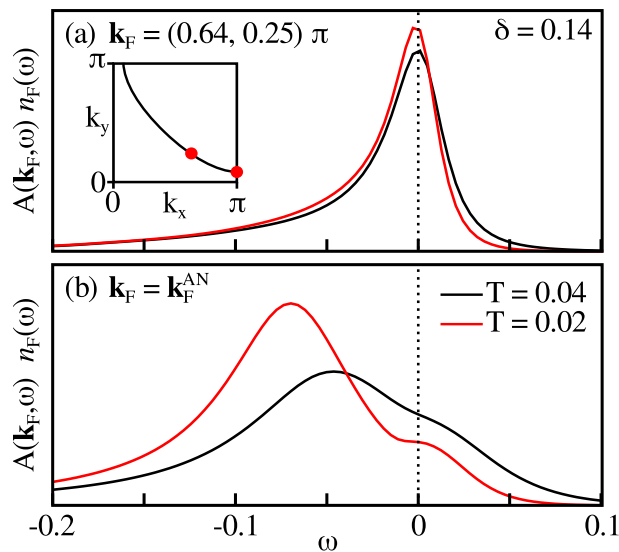 (a) k_F = (0.64, 0.25) π
δ = 0.14
A(k_F,ω) n_F(ω)
π
k_y
0
0
k_x
π
(b) k_F = k_F^AN
T = 0.04
T = 0.02
A(k_F,ω) n_F(ω)
-0.2
-0.1
0
0.1
ω